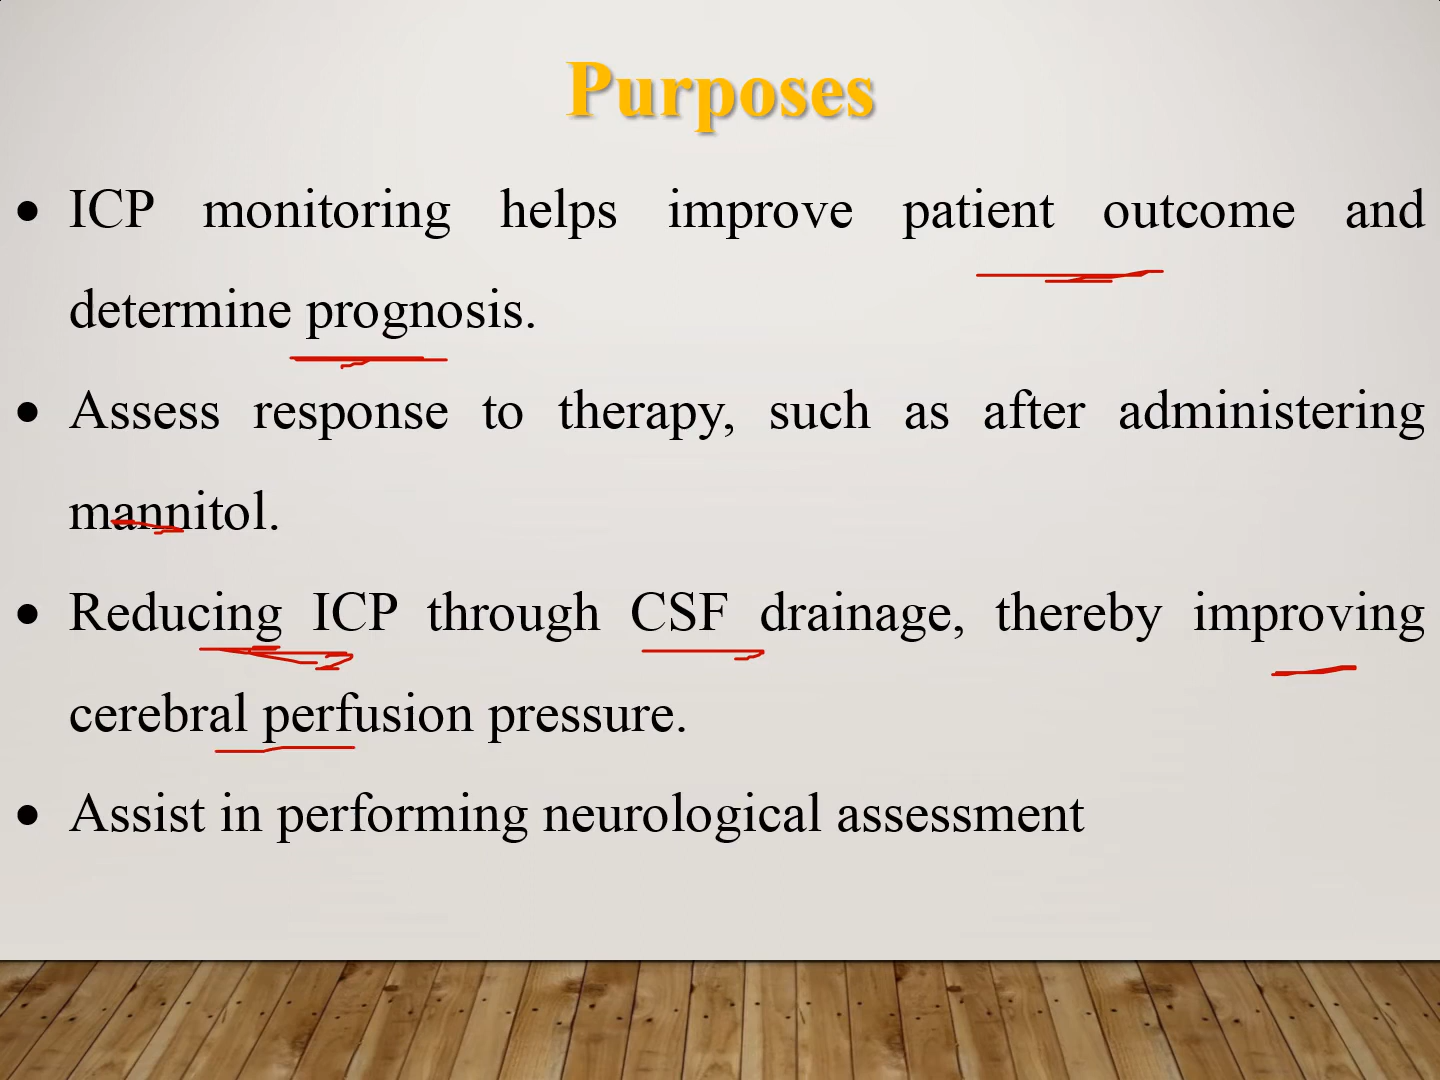 Purposes
• ICP monitoring helps improve patient outcome and
determine prognosis.
• Assess response to therapy, such as after administering
mannitol.
• Reducing ICP through CSF drainage, thereby improving
cerebral perfusion pressure.
• Assist in performing neurological assessment